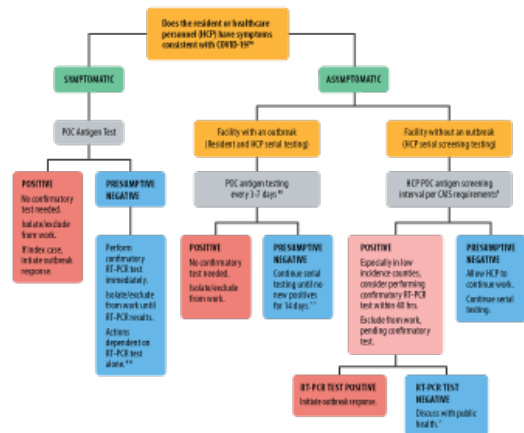 Does the resident or healthcare
personnel (HCP) have symptoms
consistent with COVID-19?
SYMPTOMATIC
ASYMPTOMATIC
POC Antigen Test
Facility with an outbreak
(Resident and HCP serial testing)
Facility without an outbreak
(HCP serial screening testing)
POC antigen testing
every 3-7 days
HCP POC antigen screening
interval per CMS requirements
POSITIVE
No confirmatory
test needed.
Isolate/exclude
from work.
If index case,
initiate outbreak
response.
PRESUMPTIVE
NEGATIVE
Perform
confirmatory
RT-PCR test
immediately.
Isolate/exclude
from work until
RT-PCR results.
Actions
dependent on
RT-PCR test
alone.
POSITIVE
No confirmatory
test needed.
Isolate/exclude
from work.
PRESUMPTIVE
NEGATIVE
Continue serial
testing until no
new positives
for 14 days.
POSITIVE
Especially in low
incidence counties,
consider performing
confirmatory RT-PCR
test within 48 hrs.
Exclude from work,
pending confirmatory
test.
PRESUMPTIVE
NEGATIVE
Allow HCP to
continue work.
Continue serial
testing.
RT-PCR TEST POSITIVE
Initiate outbreak response.
RT-PCR TEST
NEGATIVE
Discuss with public
health.